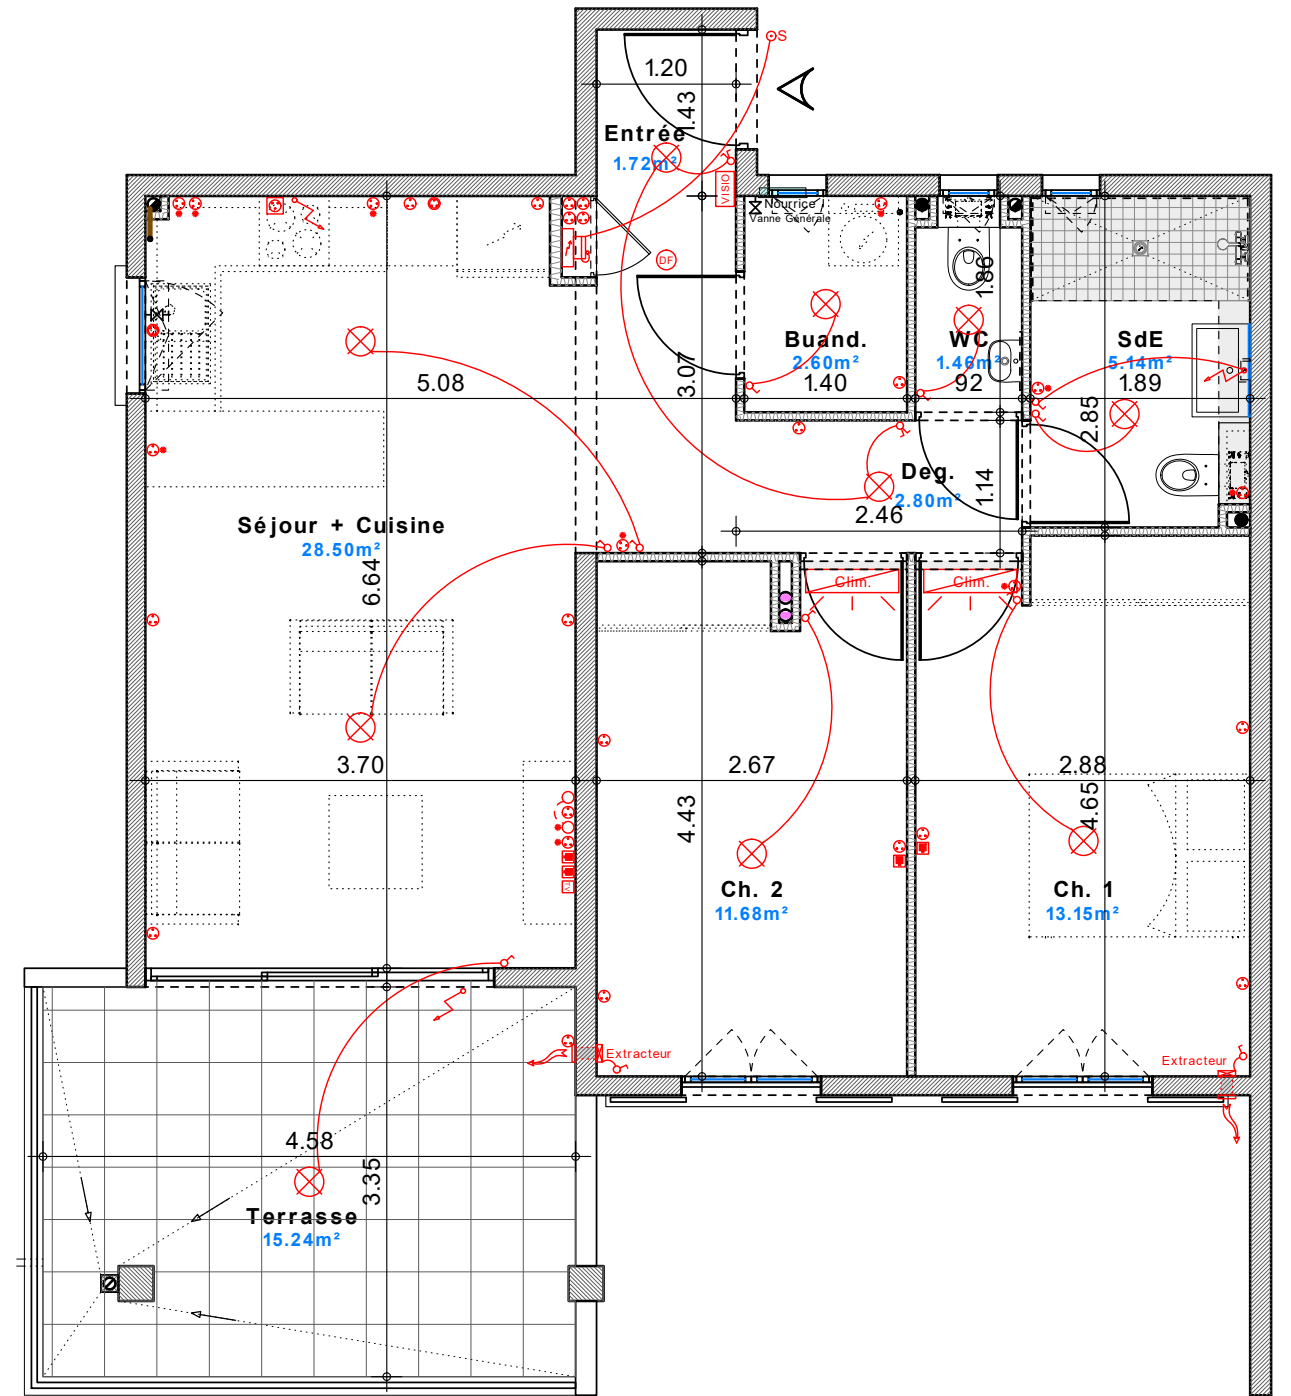 S
1.20
1.43
Entrée
1.72m²
VISIO
Nourrice
Vanne Générale
DF
1.86
Buand.
2.60m²
1.40
WC
1.46m²
92
SdE
5.14m²
1.89
5.08
3.07
2.85
Deg.
2.80m²
1.14
2.46
Séjour + Cuisine
28.50m²
6.64
Clim.
Clim.
3.70
2.67
2.88
4.43
4.65
Ch. 2
11.68m²
Ch. 1
13.15m²
Extracteur
Extracteur
4.58
3.35
Terrasse
15.24m²